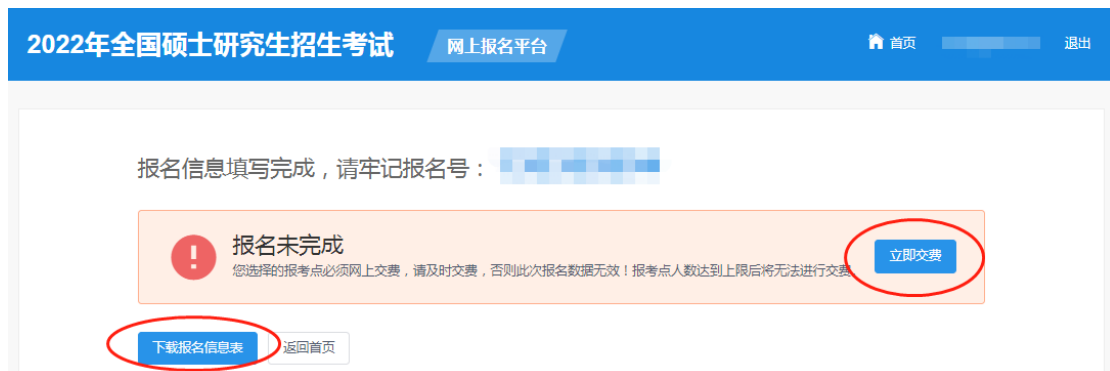 2022年全国硕士研究生招生考试 网上报名平台 首页 退出
报名信息填写完成，请牢记报名号：
报名未完成
您选择的报考点必须网上交费，请及时交费，否则此次报名数据无效！报考点人数达到上限后将无法进行交费
立即交费
下载报名信息表 返回首页